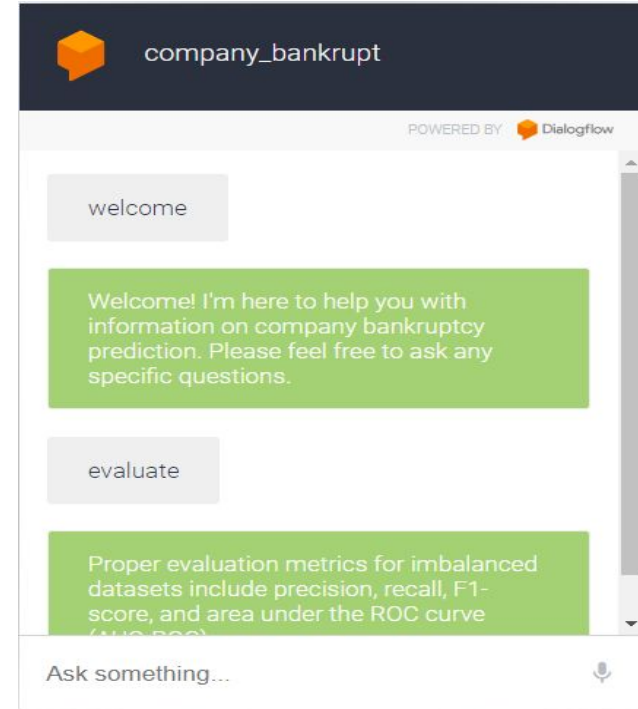 company_bankrupt
POWERED BY Dialogflow
welcome
Welcome! I'm here to help you with
information on company bankruptcy
prediction. Please feel free to ask any
specific questions.
evaluate
Proper evaluation metrics for imbalanced
datasets include precision, recall, F1-
score, and area under the ROC curve
Ask something...